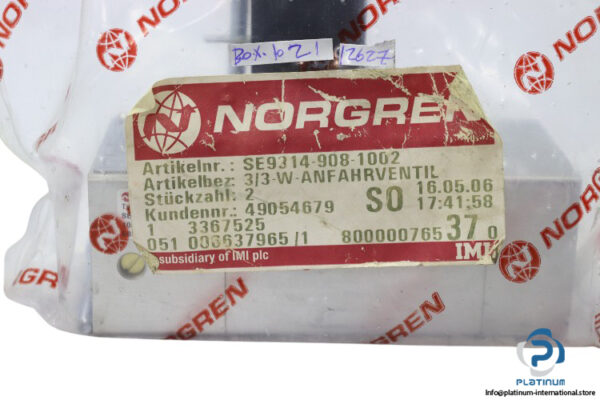 BOX.1021
12627
NORGREN
Artikelnr.: SE9314-908-1002
Artikelbez: 3/3-W-ANFAHRVENTIL
Stückzahl: 2
SO 16.05.06
Kundennr.: 49054679
17:41:58
1 3367525
37 0
051 006637965/1 800000765
a subsidiary of IMI plc
IMI
NORGREN
NORGREN
NORGREN
NORGREN
NORGREN
PLATINUM
INTERNATIONAL
Info@platinum-international.store